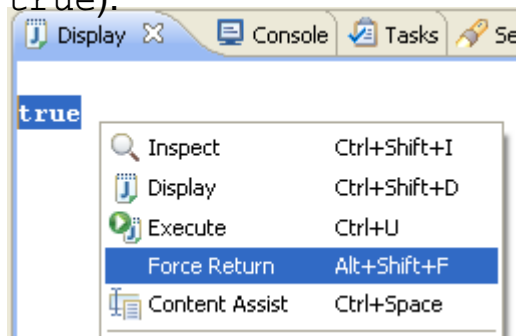 true).
Display Console Tasks Se
true
Inspect Ctrl+Shift+I
Display Ctrl+Shift+D
Execute Ctrl+U
Force Return Alt+Shift+F
Content Assist Ctrl+Space